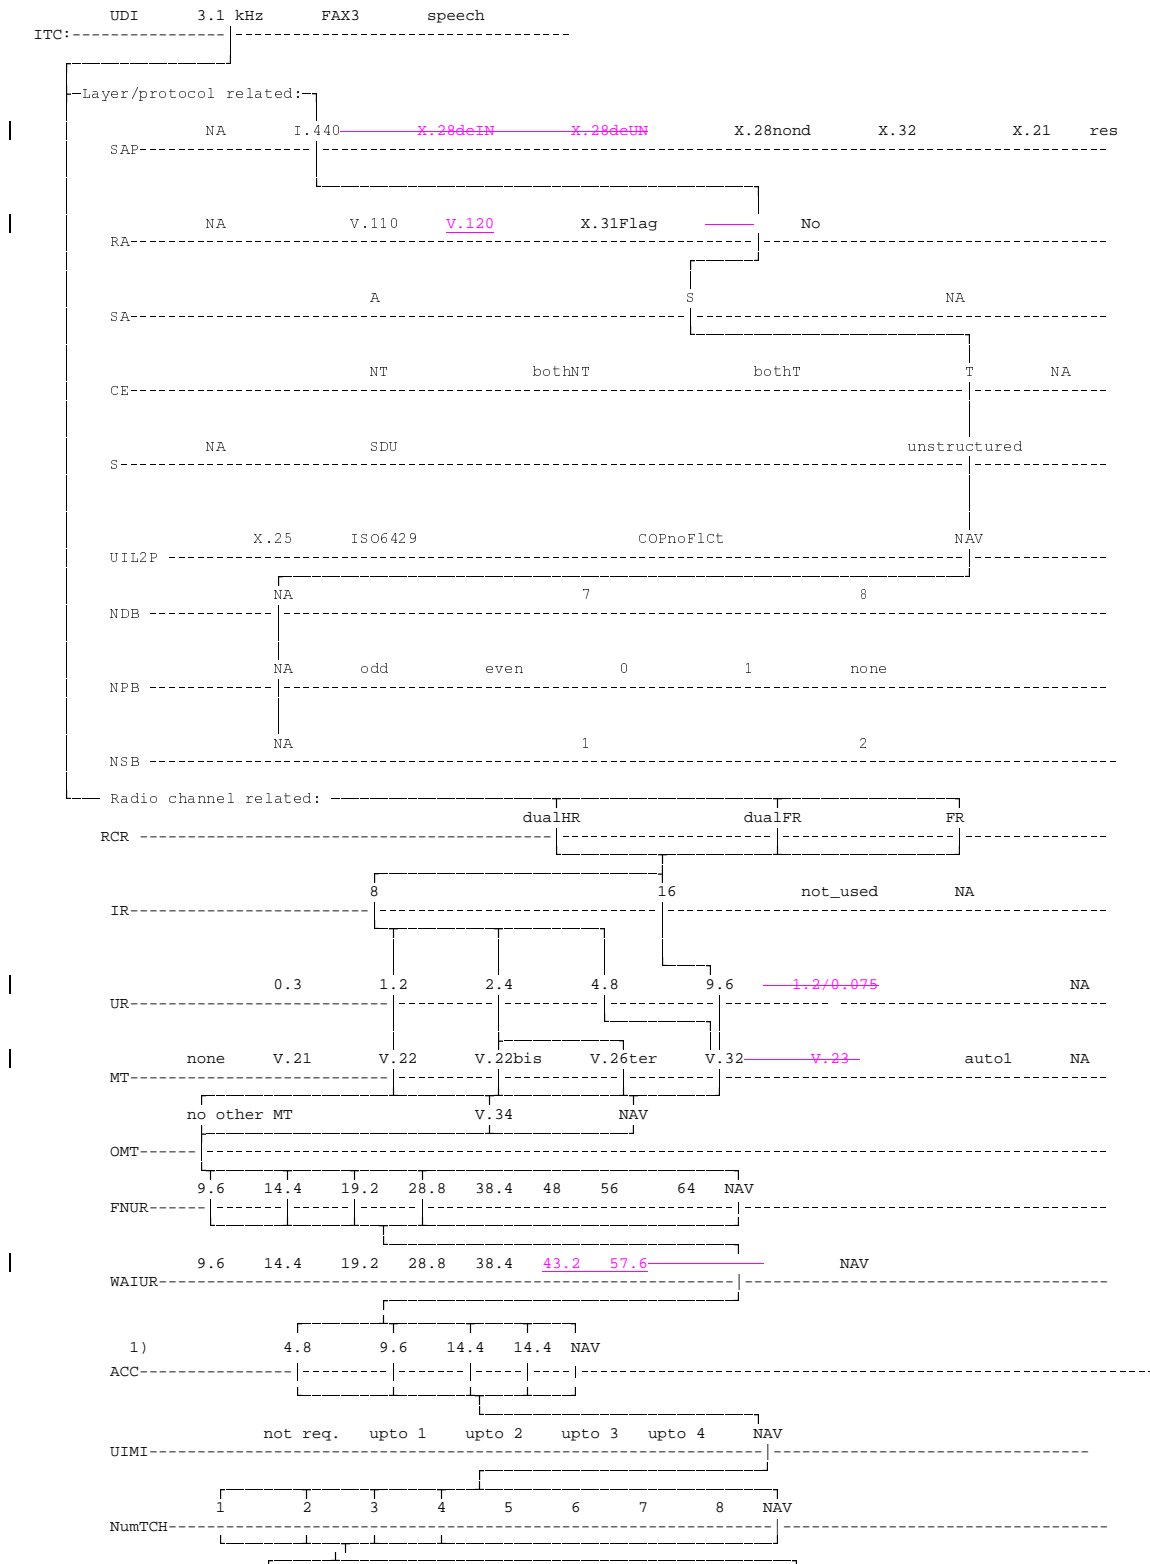 UDI 3.1 kHz FAX3 speech
ITC:
Layer/protocol related:
NA I.440 X.28deIN X.28deUN X.28nond X.32 X.21 res
SAP
NA V.110 V.120 X.31Flag No
RA
A S NA
SA
NT bothNT bothT T NA
CE
NA SDU unstructured
S
X.25 ISO6429 COPnoFlCt NAV
UIL2P
NA 7 8
NDB
NA odd even 0 1 none
NPB
NA 1 2
NSB
Radio channel related:
dualHR dualFR FR
RCR
8 16 not_used NA
IR
0.3 1.2 2.4 4.8 9.6 1.2/0.075 NA
UR
none V.21 V.22 V.22bis V.26ter V.32 V.23 auto1 NA
MT
no other MT V.34 NAV
OMT
9.6 14.4 19.2 28.8 38.4 48 56 64 NAV
FNUR
9.6 14.4 19.2 28.8 38.4 43.2 57.6 NAV
WAIUR
1) 4.8 9.6 14.4 14.4 NAV
ACC
not req. upto 1 upto 2 upto 3 upto 4 NAV
UIMI
1 2 3 4 5 6 7 8 NAV
NumTCH